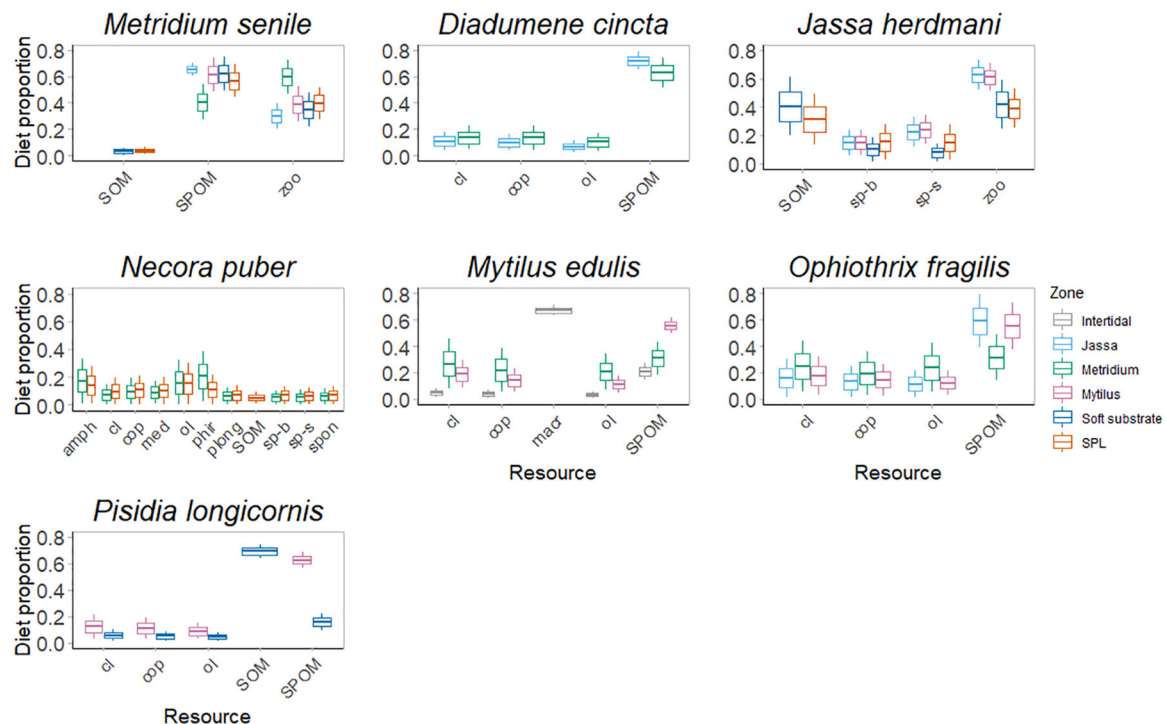 Metridium senile
Diadumene cincta
Jassa herdmani
Diet proportion
0.8
0.6
0.4
0.2
0.0
SOM
SPOM
zoo
0.8
0.6
0.4
0.2
0.0
cl
cop
ol
SPOM
0.8
0.6
0.4
0.2
0.0
SOM
sp-b
sp-s
zoo
Necora puber
Mytilus edulis
Ophiothrix fragilis
Diet proportion
0.8
0.6
0.4
0.2
0.0
amph
cl
cop
med
ol
phir
plong
SOM
sp-b
sp-s
spon
0.8
0.6
0.4
0.2
0.0
cl
cop
macr
ol
SPOM
Resource
0.8
0.6
0.4
0.2
0.0
cl
cop
ol
SPOM
Resource
Zone
Intertidal
Jassa
Metridium
Mytilus
Soft substrate
SPL
Pisidia longicornis
Diet proportion
0.8
0.6
0.4
0.2
0.0
cl
cop
ol
SOM
SPOM
Resource